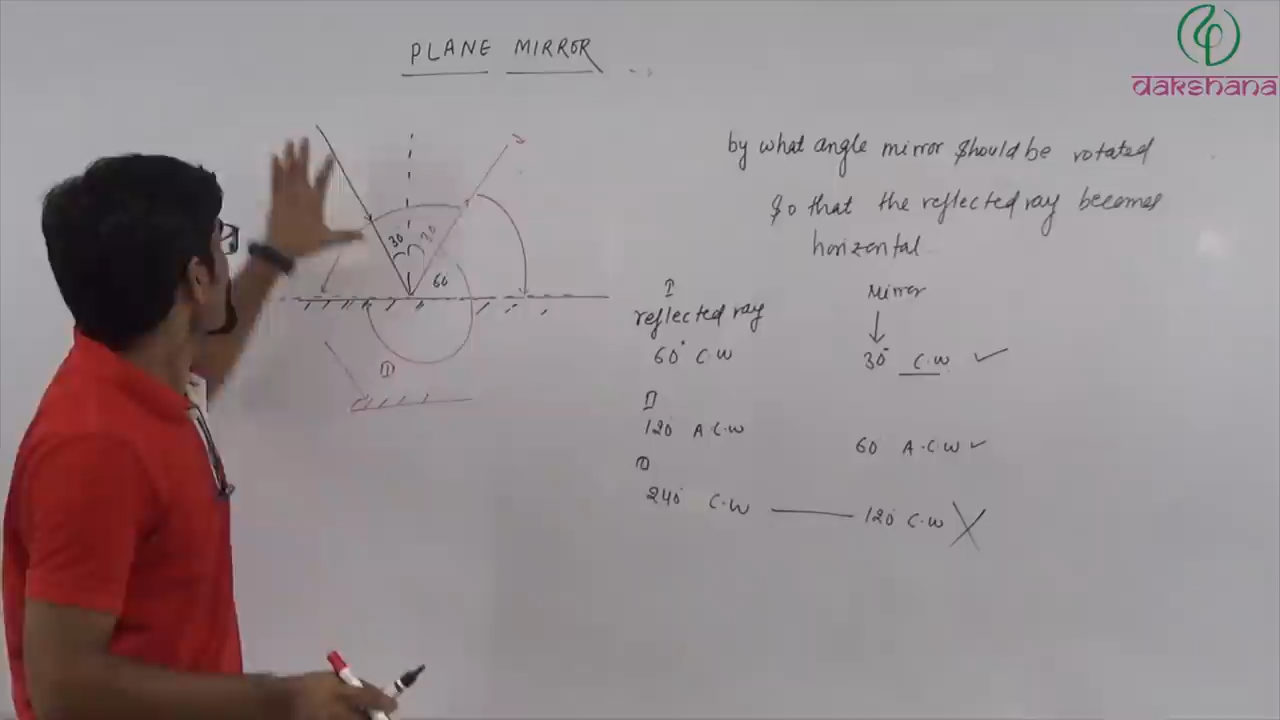 PLANE MIRROR
dakshana
by what angle mirror should be rotated
so that the reflected ray becomes
horizontal
30
60
I
reflected ray
Mirror
60° C.W
30° C.W ✓
II
120 A.C.W
60 A.C.W ✓
240° C.W
120° C.W X